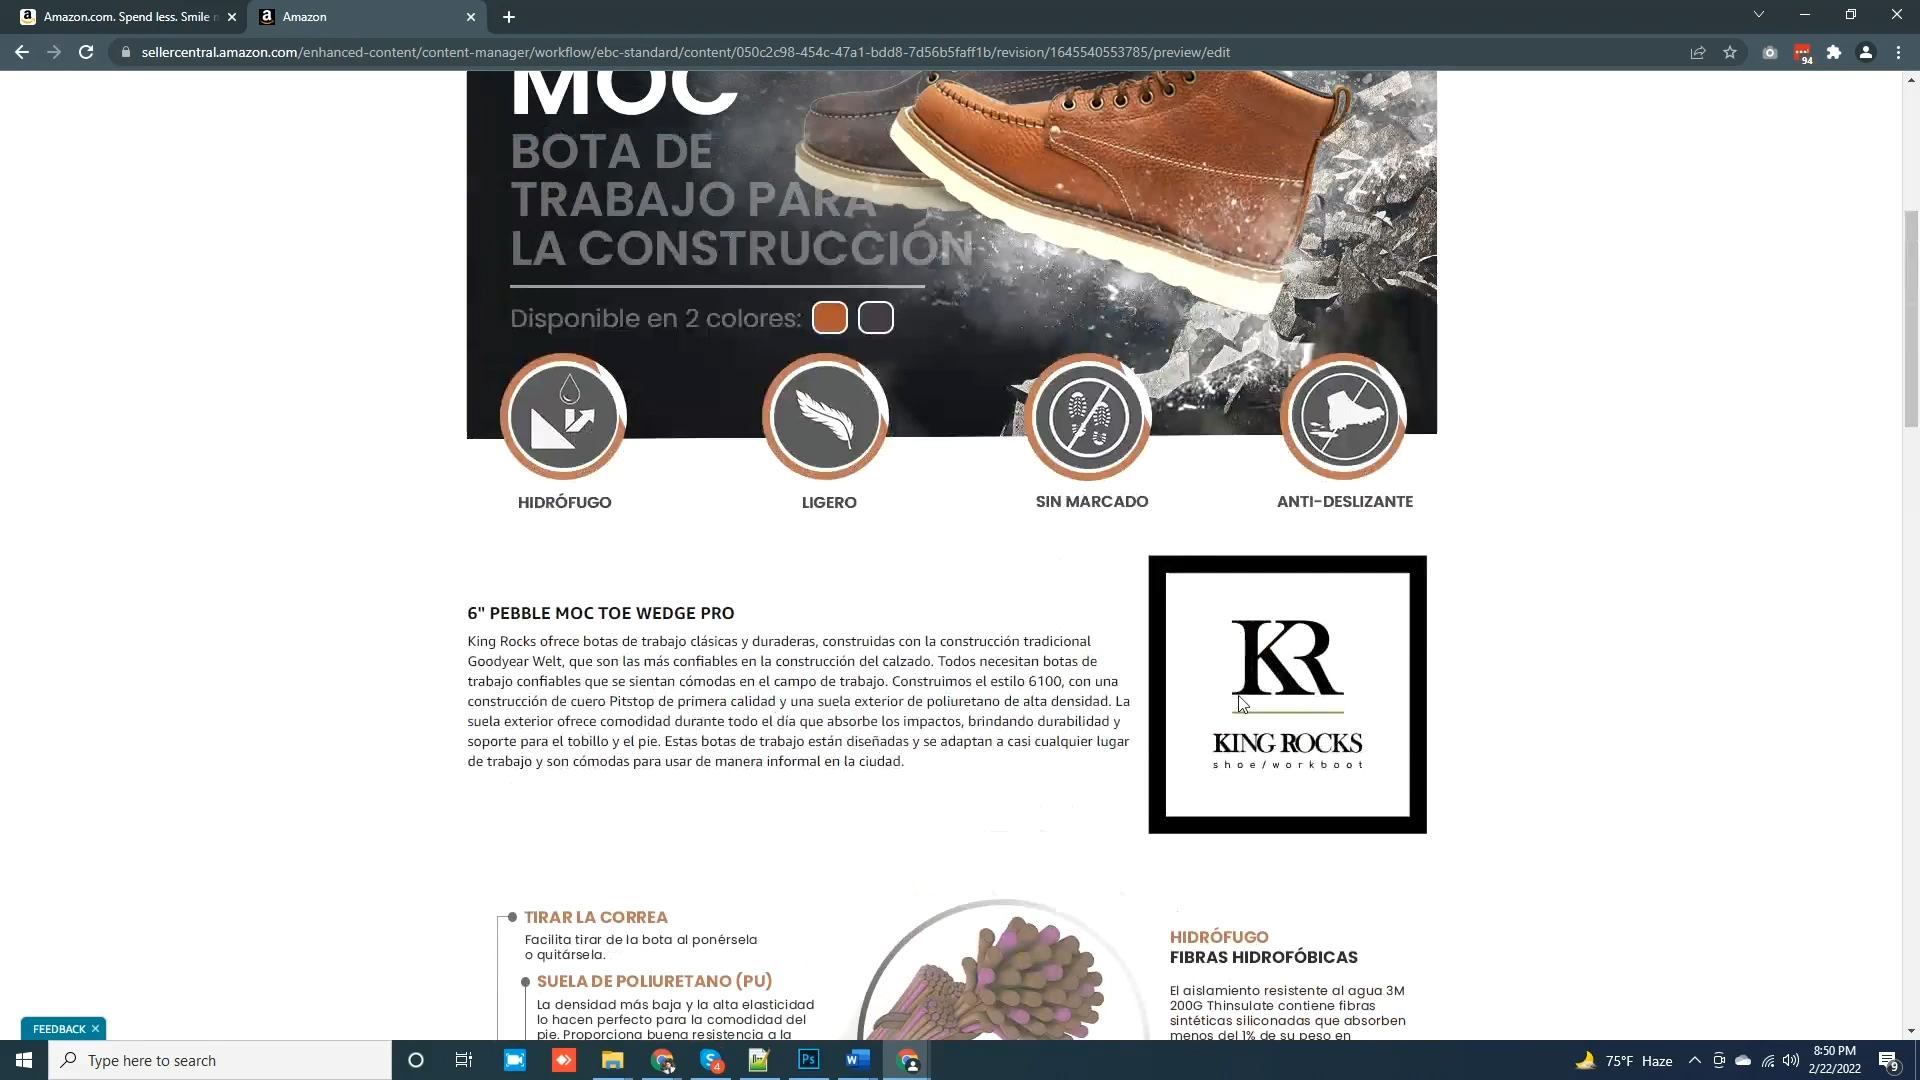 Amazon.com. Spend less. Smile
Amazon
sellercentral.amazon.com/enhanced-content/content-manager/workflow/ebc-standard/content/050c2c98-454c-47a1-bdd8-7d56b5faff1b/revision/1645540553785/preview/edit
94
MOC
BOTA DE
TRABAJO PARA
LA CONSTRUCCIÓN
Disponible en 2 colores:
HIDRÓFUGO
LIGERO
SIN MARCADO
ANTI-DESLIZANTE
6" PEBBLE MOC TOE WEDGE PRO
King Rocks ofrece botas de trabajo clásicas y duraderas, construidas con la construcción tradicional
Goodyear Welt, que son las más confiables en la construcción del calzado. Todos necesitan botas de
trabajo confiables que se sientan cómodas en el campo de trabajo. Construimos el estilo 6100, con una
construcción de cuero Pitstop de primera calidad y una suela exterior de poliuretano de alta densidad. La
suela exterior ofrece comodidad durante todo el día que absorbe los impactos, brindando durabilidad y
soporte para el tobillo y el pie. Estas botas de trabajo están diseñadas y se adaptan a casi cualquier lugar
de trabajo y son cómodas para usar de manera informal en la ciudad.
KR
KING ROCKS
shoe/workboot
TIRAR LA CORREA
Facilita tirar de la bota al ponérsela
o quitársela.
SUELA DE POLIURETANO (PU)
La densidad más baja y la alta elasticidad
lo hacen perfecto para la comodidad del
pie. Proporciona buena resistencia a la
HIDRÓFUGO
FIBRAS HIDROFÓBICAS
El aislamiento resistente al agua 3M
200G Thinsulate contiene fibras
sintéticas siliconadas que absorben
menos del 1% de su peso en
FEEDBACK
Type here to search
4
Ps
75°F Haze
8:50 PM
2/22/2022
9